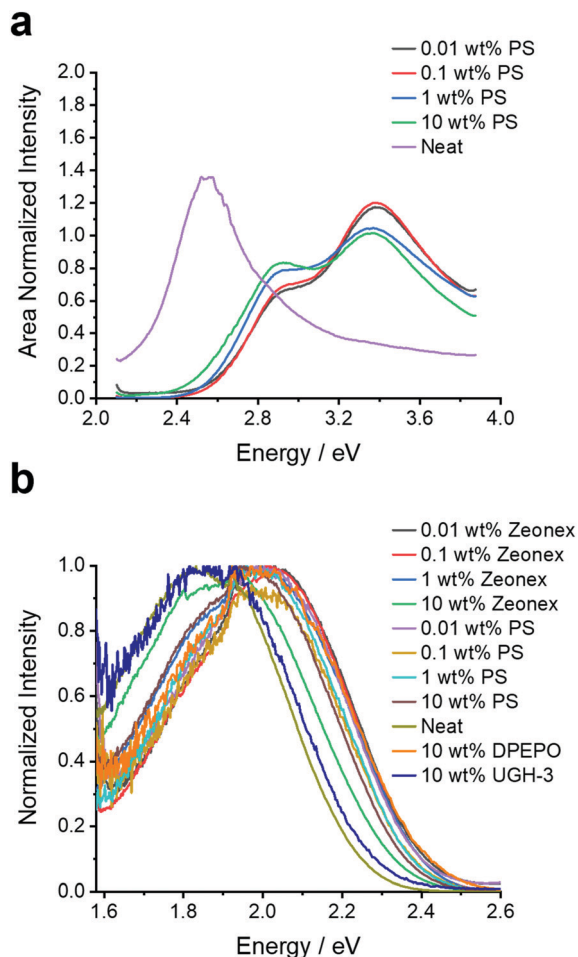 a
0.01 wt% PS
0.1 wt% PS
1 wt% PS
10 wt% PS
Neat
Area Normalized Intensity
2.0
1.8
1.6
1.4
1.2
1.0
0.8
0.6
0.4
0.2
0.0
2.0 2.4 2.8 3.2 3.6 4.0
Energy / eV
b
0.01 wt% Zeonex
0.1 wt% Zeonex
1 wt% Zeonex
10 wt% Zeonex
0.01 wt% PS
0.1 wt% PS
1 wt% PS
10 wt% PS
Neat
10 wt% DPEPO
10 wt% UGH-3
Normalized Intensity
1.0
0.8
0.6
0.4
0.2
0.0
1.6 1.8 2.0 2.2 2.4 2.6
Energy / eV